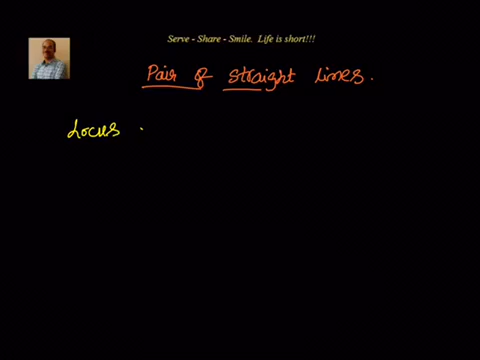 Serve - Share - Smile. Life is short!!!
Pair of straight lines.
Locus .